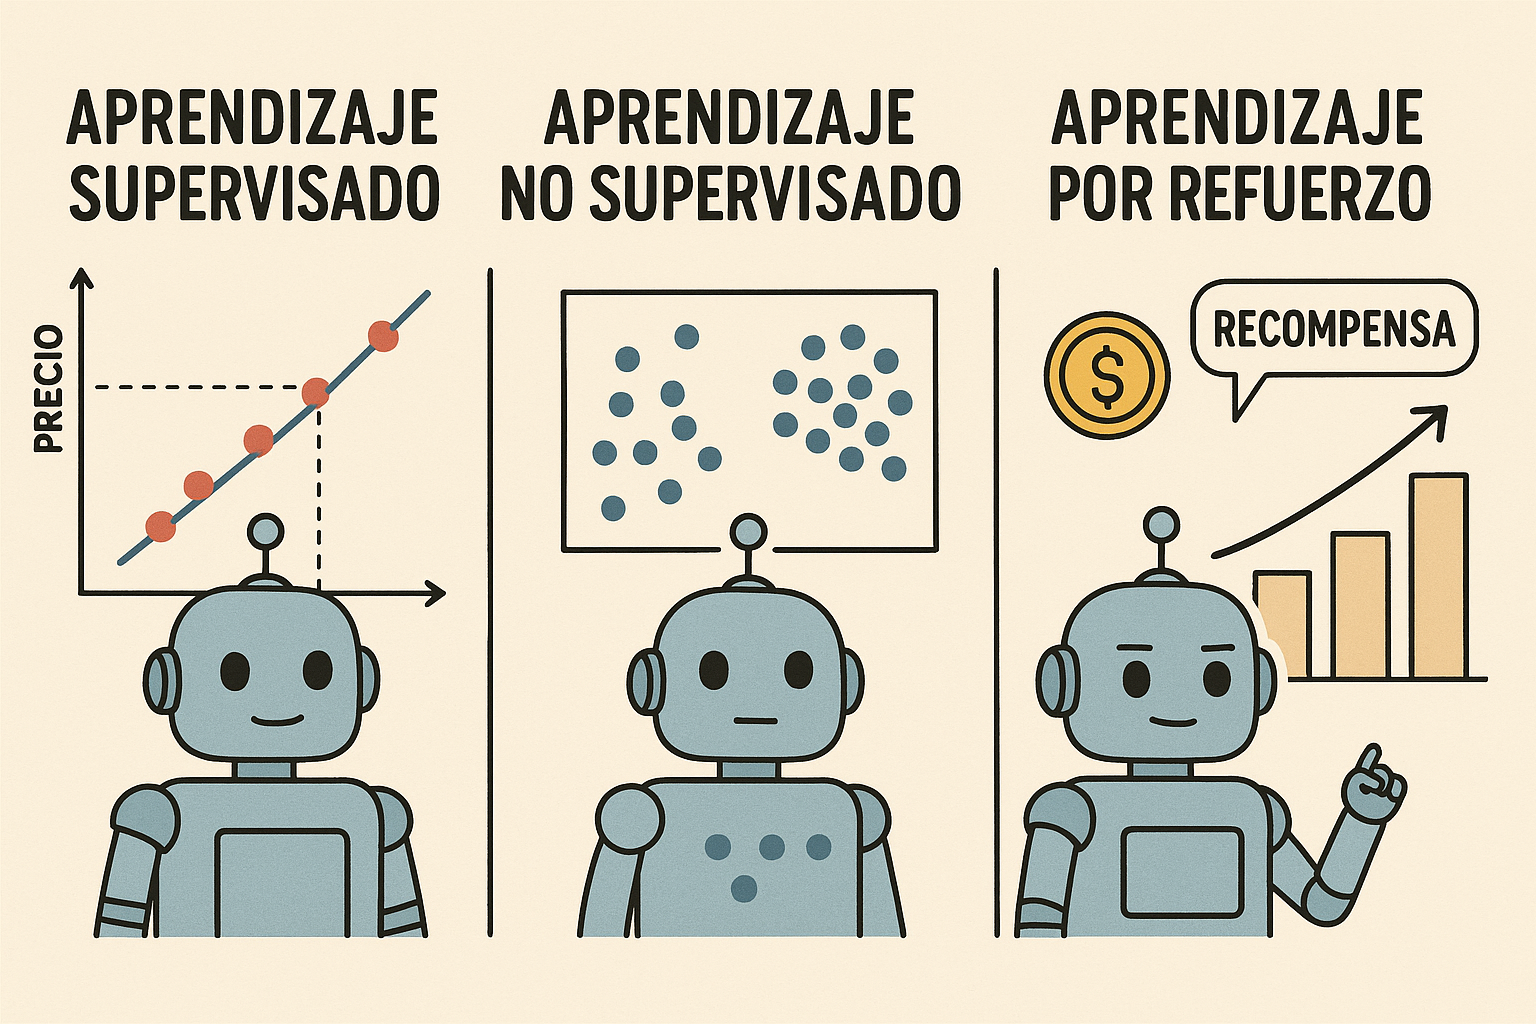 APRENDIZAJE
SUPERVISADO
PRECIO
APRENDIZAJE
NO SUPERVISADO
APRENDIZAJE
POR REFUERZO
RECOMPENSA
$